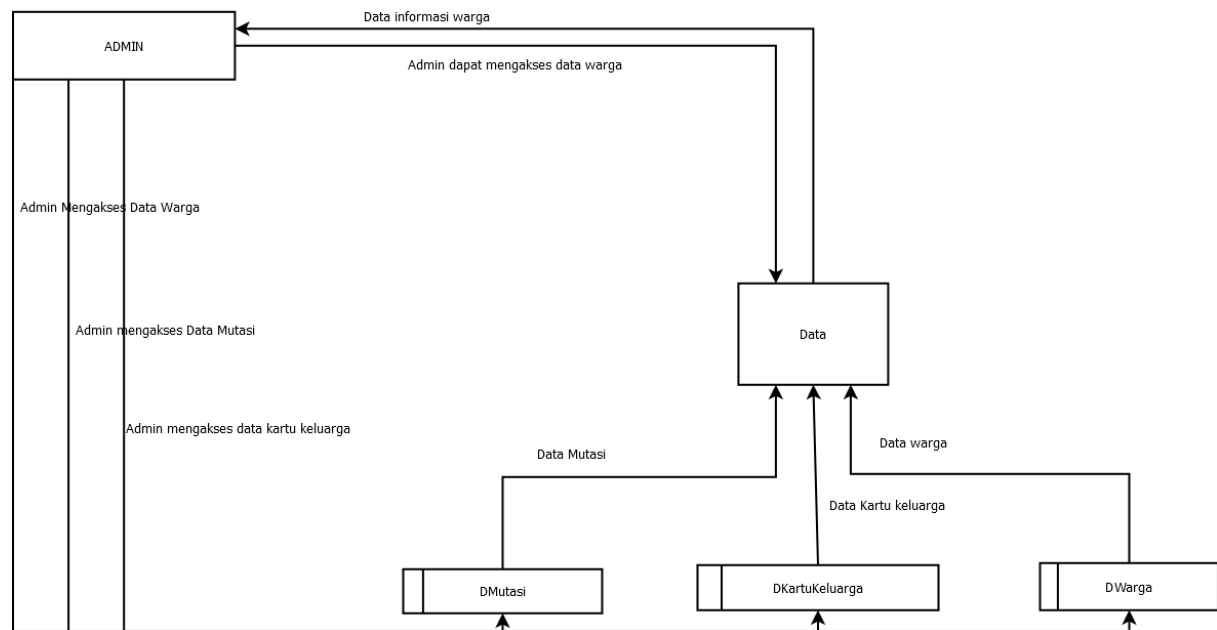 Data informasi warga
ADMIN
Admin dapat mengakses data warga
Admin Mengakses Data Warga
Admin mengakses Data Mutasi
Data
Admin mengakses data kartu keluarga
Data warga
Data Mutasi
Data Kartu keluarga
DMutasi
DKartuKeluarga
DWarga